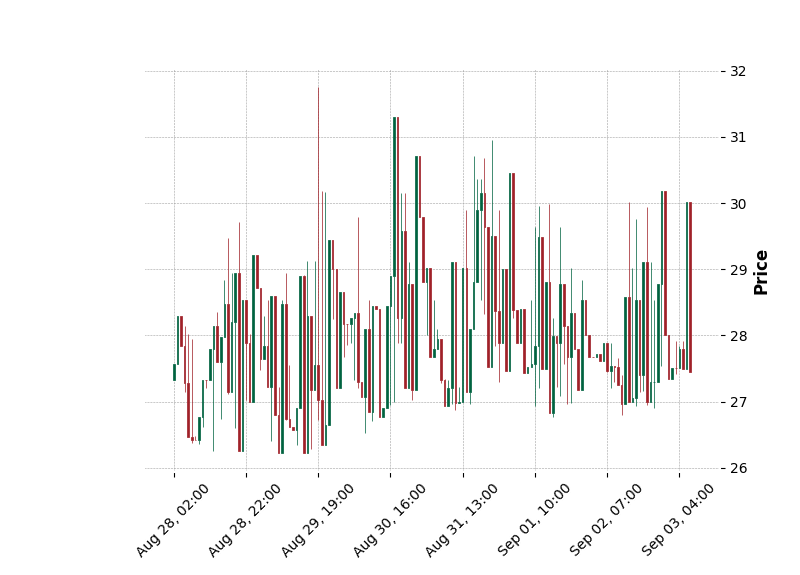 32
31
30
29
28
27
26
Price
Aug 28, 02:00
Aug 28, 22:00
Aug 29, 19:00
Aug 30, 16:00
Aug 31, 13:00
Sep 01, 10:00
Sep 02, 07:00
Sep 03, 04:00